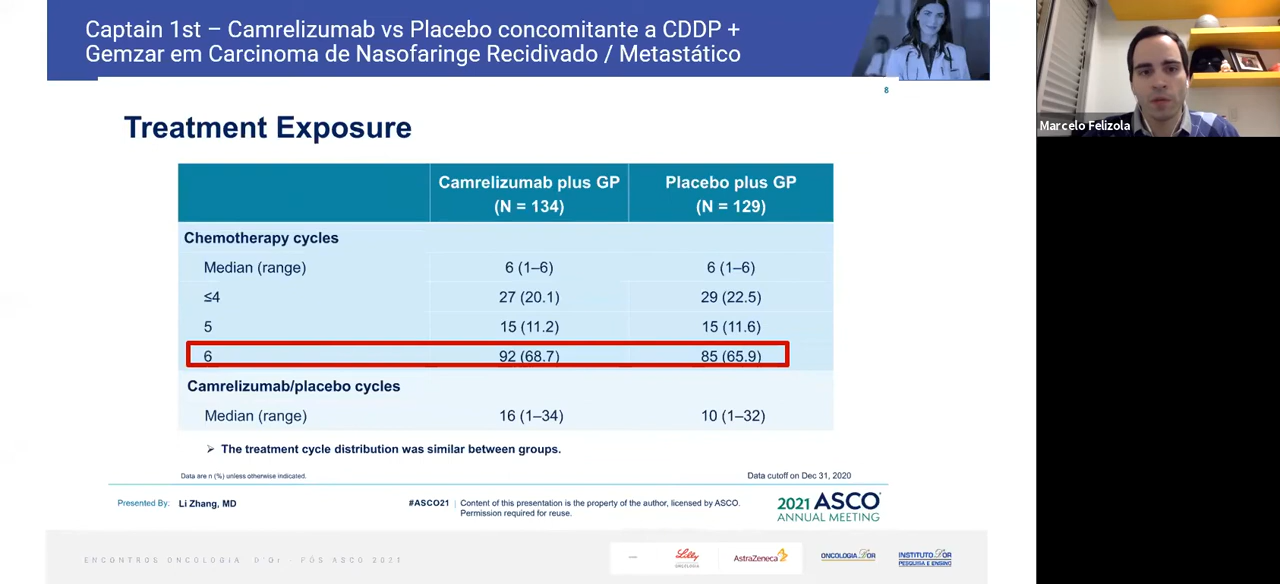 Captain 1st – Camrelizumab vs Placebo concomitante a CDDP +
Gemzar em Carcinoma de Nasofaringe Recidivado / Metastático
8
Treatment Exposure
Camrelizumab plus GP Placebo plus GP
(N = 134) (N = 129)
Chemotherapy cycles
Median (range) 6 (1–6) 6 (1–6)
≤4 27 (20.1) 29 (22.5)
5 15 (11.2) 15 (11.6)
6 92 (68.7) 85 (65.9)
Camrelizumab/placebo cycles
Median (range) 16 (1–34) 10 (1–32)
➢ The treatment cycle distribution was similar between groups.
Data are n (%) unless otherwise indicated. Data cutoff on Dec 31, 2020
Presented By: Li Zhang, MD
#ASCO21 | Content of this presentation is the property of the author, licensed by ASCO.
Permission required for reuse.
2021 ASCO
ANNUAL MEETING
ENCONTROS ONCOLOGIA D'Or - PÓS ASCO 2021
Lilly
ONCOLOGIA
AstraZeneca
ONCOLOGIA D'OR
INSTITUTO D'OR
PESQUISA E ENSINO
Marcelo Felizola